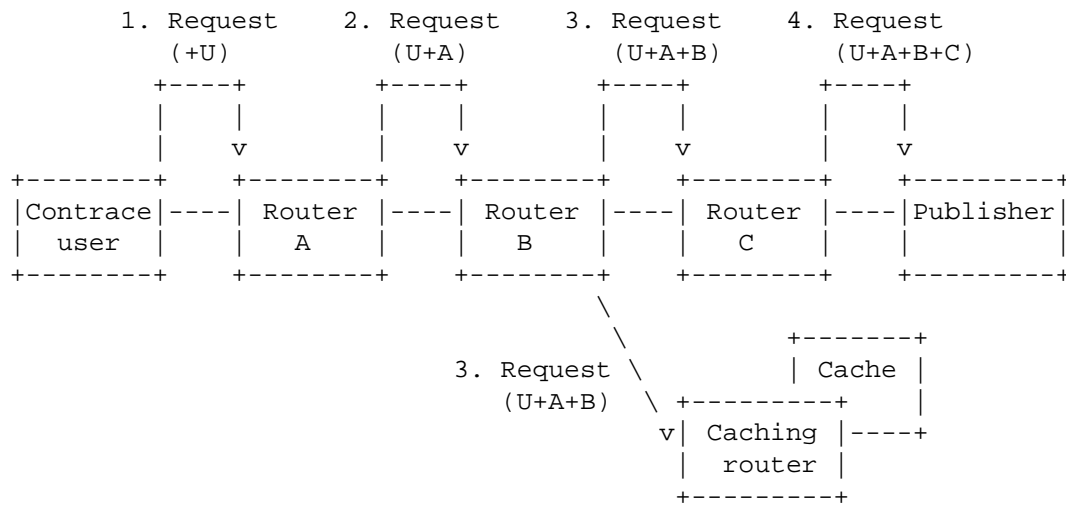 1. Request 2. Request 3. Request 4. Request
(+U) (U+A) (U+A+B) (U+A+B+C)
Contrace Router Router Router Publisher
user A B C
Cache
3. Request
(U+A+B)
Caching
router